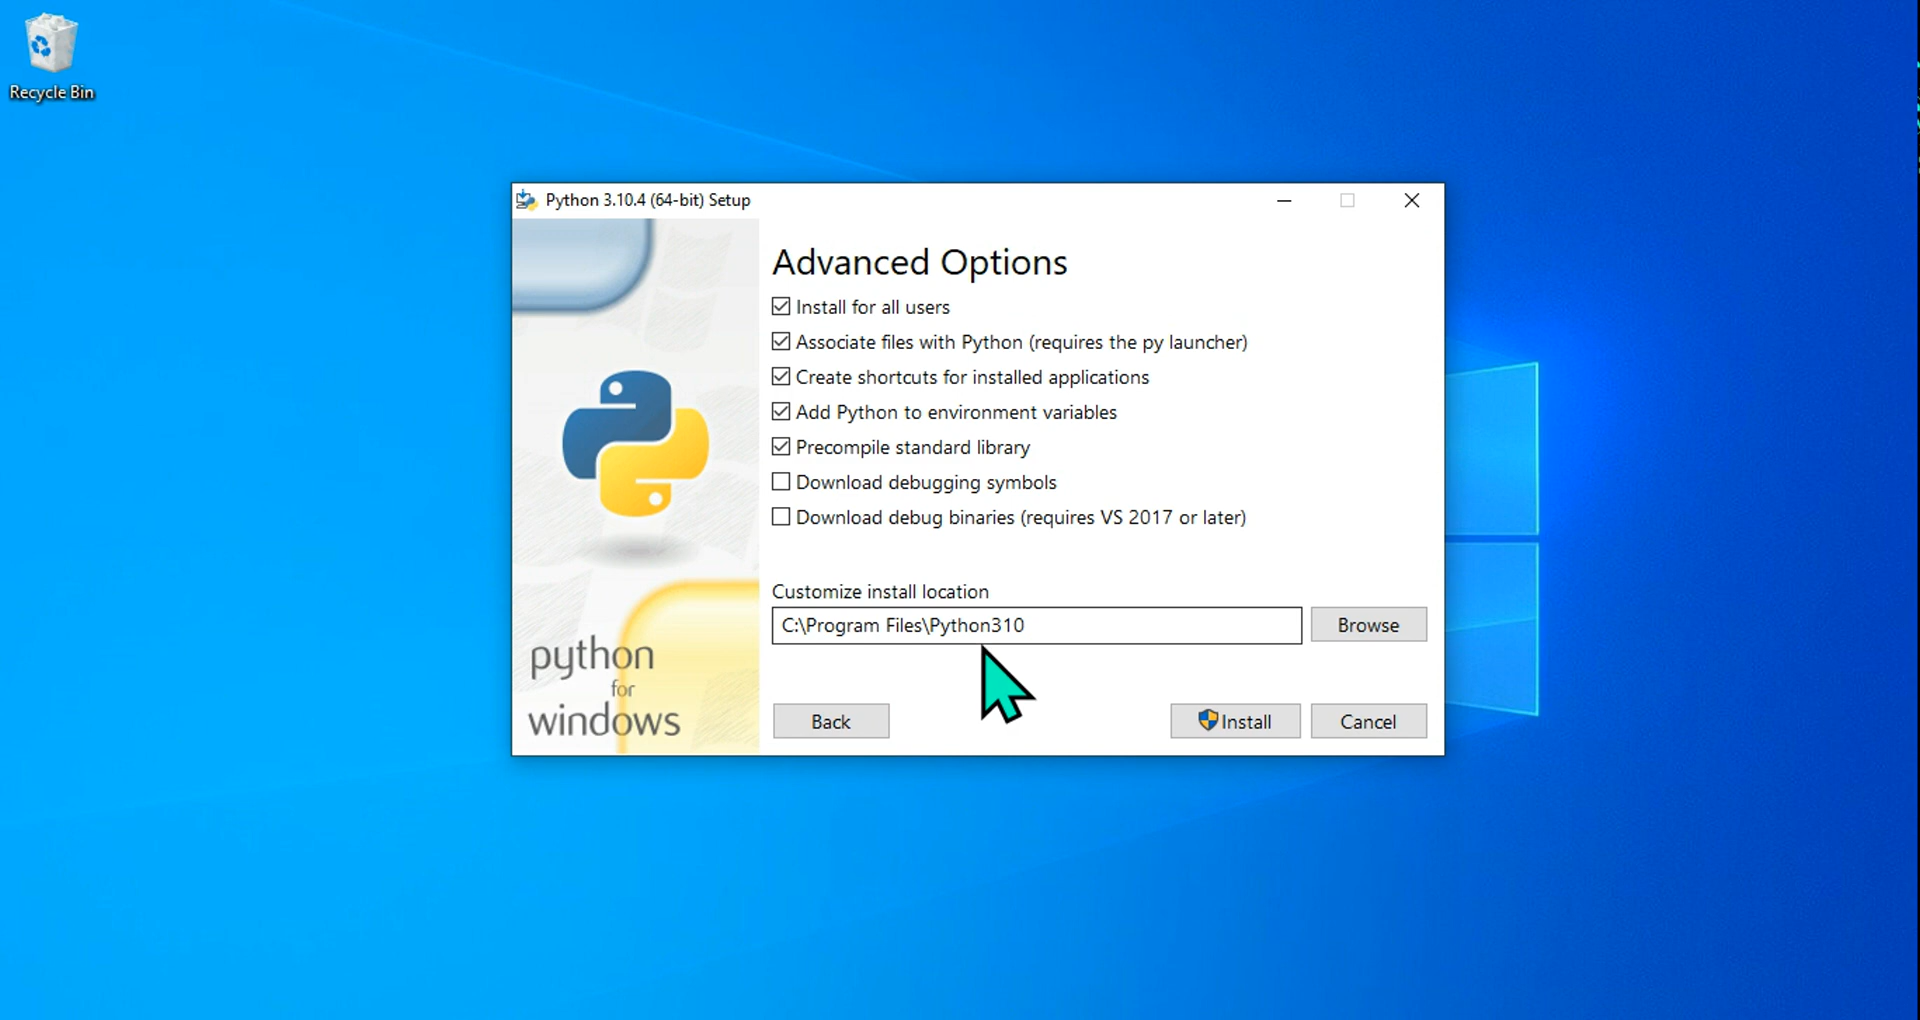 Recycle Bin
Python 3.10.4 (64-bit) Setup
Advanced Options
Install for all users
Associate files with Python (requires the py launcher)
Create shortcuts for installed applications
Add Python to environment variables
Precompile standard library
Download debugging symbols
Download debug binaries (requires VS 2017 or later)
Customize install location
C:\Program Files\Python310
Browse
python
for
windows
Back
Install
Cancel